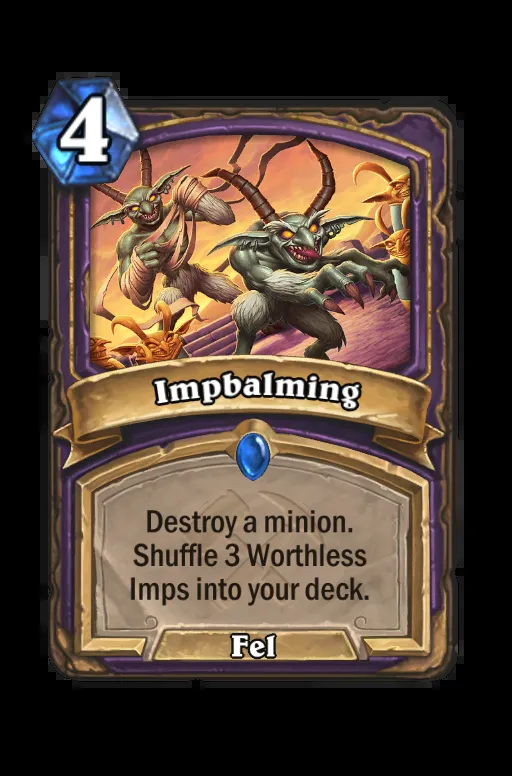 4
Impbalming
Destroy a minion.
Shuffle 3 Worthless
Imps into your deck.
Fel